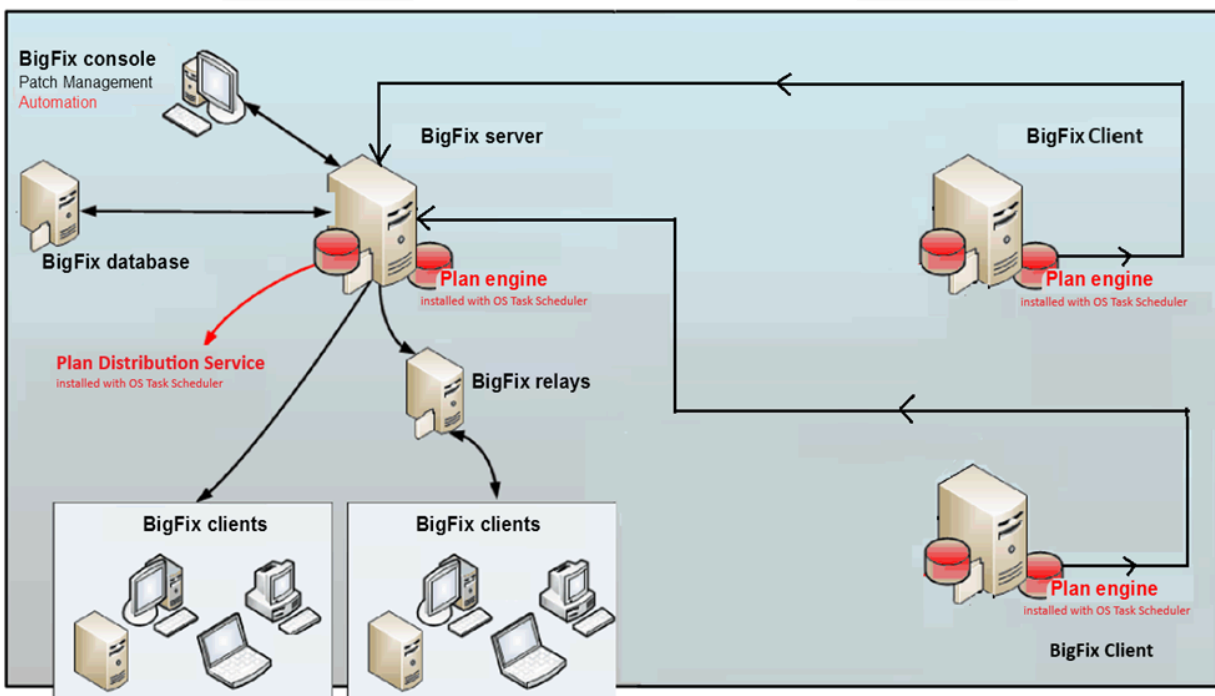 BigFix console
Patch Management
Automation
BigFix server
BigFix Client
BigFix database
Plan engine
installed with OS Task Scheduler
Plan engine
installed with OS Task Scheduler
Plan Distribution Service
installed with OS Task Scheduler
BigFix relays
BigFix clients
BigFix clients
Plan engine
installed with OS Task Scheduler
BigFix Client